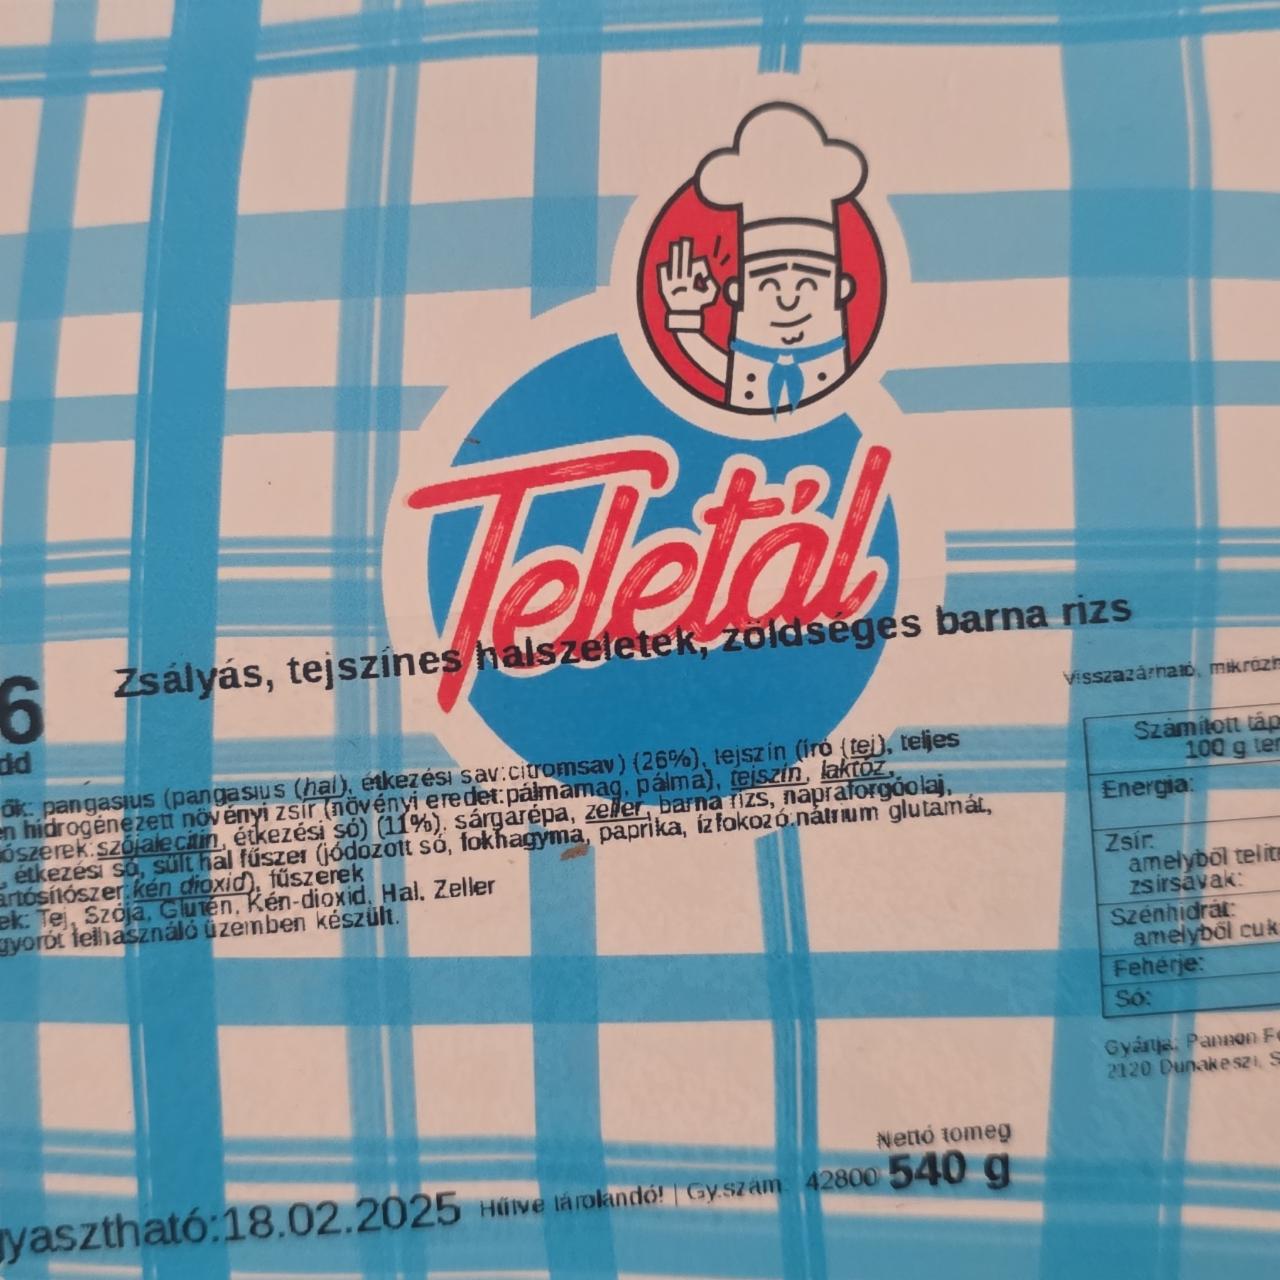 Teletál
Zsályás, tejszínes halszeletek, zöldséges barna rizs
6
dd
ők: pangasius (pangasius (hal), étkezési sav:citromsav) (26%), tejszín (író (tej), teljes
n hidrogénezett növényi zsír (növényi eredet:pálmamag, pálma), tejszín, laktóz,
ószerek:szójalecitin, étkezési só) (11%), sárgarépa, zeller, barna rizs, napraforgóolaj,
, étkezési só, sült hal fűszer (jódozott só, fokhagyma, paprika, ízfokozó:nátrium glutamát,
artósítószer:kén dioxid), fűszerek
ek: Tej, Szója, Glutén, Kén-dioxid, Hal, Zeller
gyorót felhasználó üzemben készült.
Visszazárható, mikrózh
Számított táp
100 g ter
Energia:
Zsír:
amelyből telíte
zsírsavak:
Szénhidrát:
amelyből cuk
Fehérje:
Só:
Gyártja: Pannon Fo
2120 Dunakeszi, S
Nettó tömeg
540 g
gyasztható:18.02.2025 Hűtve tárolandó! | Gy.szám: 42800